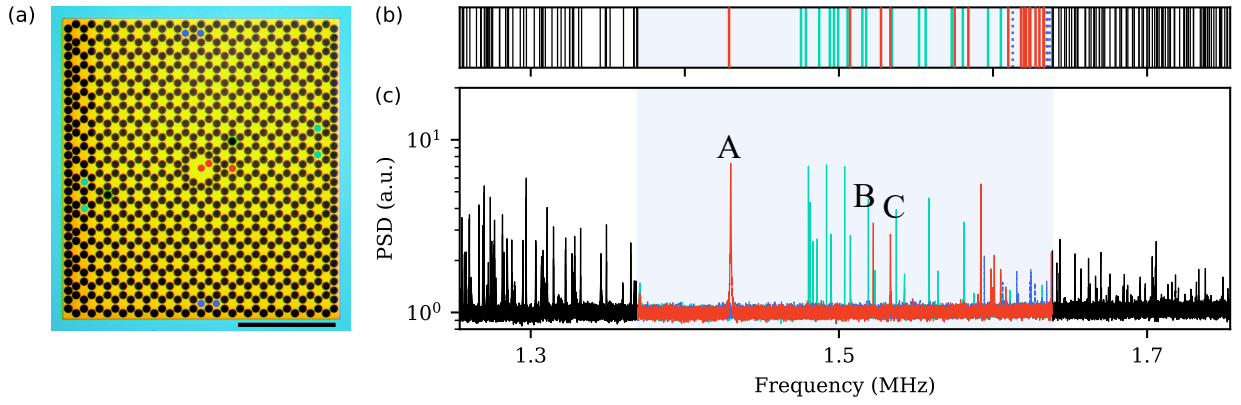 (a)
(b)
(c)
10¹
10⁰
PSD (a.u.)
A
B
C
1.3
1.5
1.7
Frequency (MHz)